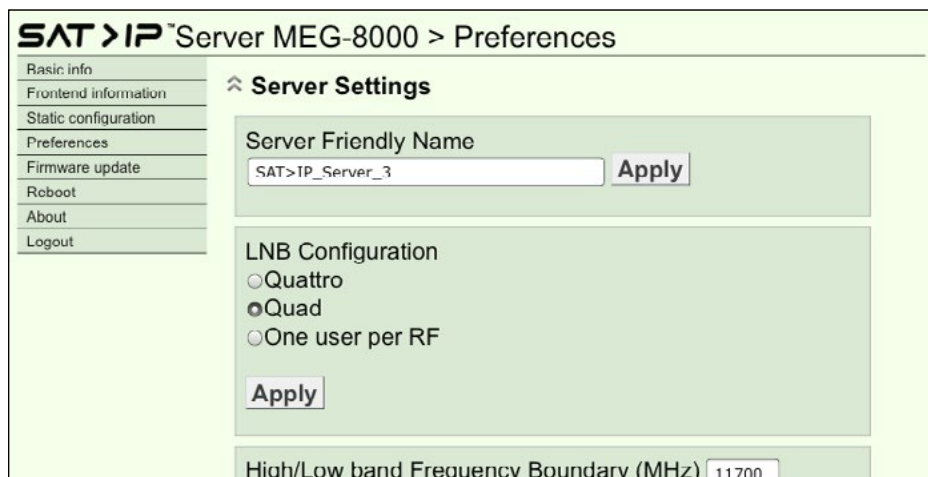 SAT>IP™ Server MEG-8000 > Preferences
Basic info
Frontend information
Static configuration
Preferences
Firmware update
Reboot
About
Logout
Server Settings
Server Friendly Name
SAT>IP_Server_3 Apply
LNB Configuration
Quattro
Quad
One user per RF
Apply
High/Low band Frequency Boundary (MHz) 11700